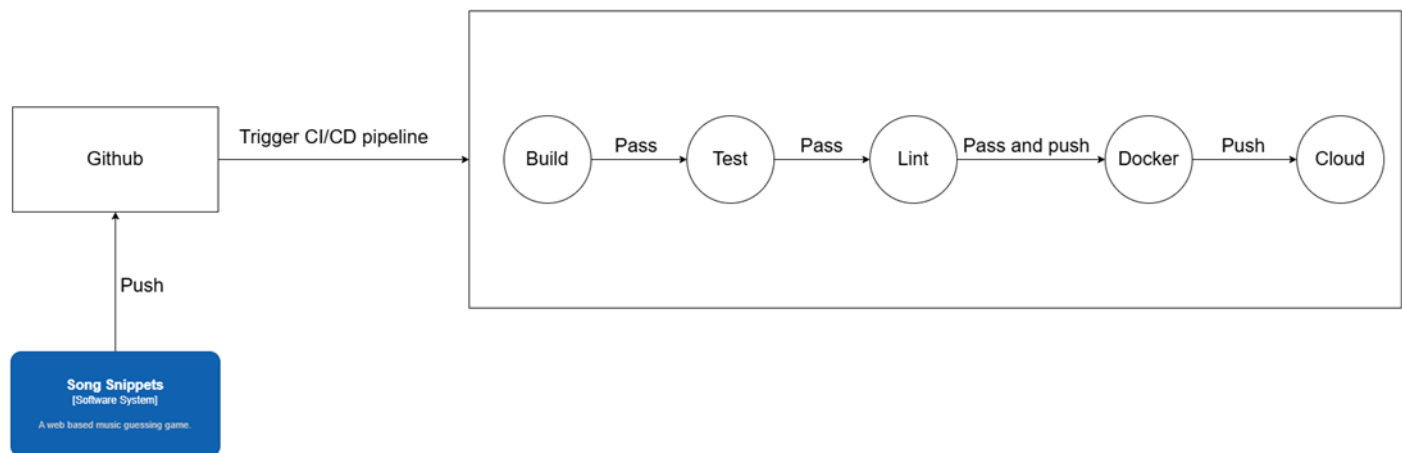 Github
Trigger CI/CD pipeline
Build
Pass
Test
Pass
Lint
Pass and push
Docker
Push
Cloud
Push
Song Snippets
[Software System]
A web based music guessing game.